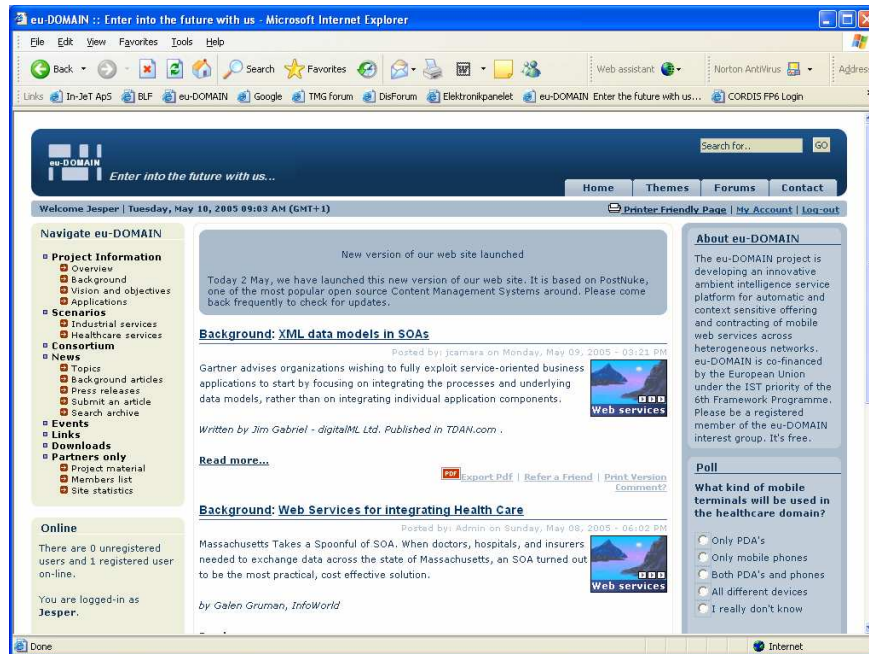 eu-DOMAIN :: Enter into the future with us - Microsoft Internet Explorer
File Edit View Favorites Tools Help
Back Search Favorites Web assistant Norton AntiVirus Address
Links In-JeT ApS BLF eu-DOMAIN Google TMG forum DisForum Elektronikpanelet eu-DOMAIN Enter the future with us... CORDIS FP6 Login
Search for.. GO
eu-DOMAIN
Enter into the future with us...
Home Themes Forums Contact
Welcome Jesper | Tuesday, May 10, 2005 09:03 AM (GMT+1)
Printer Friendly Page | My Account | Log-out
Navigate eu-DOMAIN
Project Information
Overview
Background
Vision and objectives
Applications
Scenarios
Industrial services
Healthcare services
Consortium
News
Topics
Background articles
Press releases
Submit an article
Search archive
Events
Links
Downloads
Partners only
Project material
Members list
Site statistics
Online
There are 0 unregistered
users and 1 registered user
on-line.
You are logged-in as
Jesper.
New version of our web site launched
Today 2 May, we have launched this new version of our web site. It is based on PostNuke,
one of the most popular open source Content Management Systems around. Please come
back frequently to check for updates.
Background: XML data models in SOAs
Posted by: jcamara on Monday, May 09, 2005 - 03:21 PM
Gartner advises organizations wishing to fully exploit service-oriented business
applications to start by focusing on integrating the processes and underlying
data models, rather than on integrating individual application components.
Web services
Written by Jim Gabriel - digitalML Ltd. Published in TDAN.com .
Read more...
PDF Export Pdf | Refer a Friend | Print Version
Comment?
Background: Web Services for integrating Health Care
Posted by: Admin on Sunday, May 08, 2005 - 06:02 PM
Massachusetts Takes a Spoonful of SOA. When doctors, hospitals, and insurers
needed to exchange data across the state of Massachusetts, an SOA turned out
to be the most practical, cost effective solution.
Web services
by Galen Gruman, InfoWorld
About eu-DOMAIN
The eu-DOMAIN project is
developing an innovative
ambient intelligence service
platform for automatic and
context sensitive offering
and contracting of mobile
web services across
heterogeneous networks.
eu-DOMAIN is co-financed
by the European Union
under the IST priority of the
6th Framework Programme.
Please be a registered
member of the eu-DOMAIN
interest group. It's free.
Poll
What kind of mobile
terminals will be used in
the healthcare domain?
Only PDA's
Only mobile phones
Both PDA's and phones
All different devices
I really don't know
Done Internet